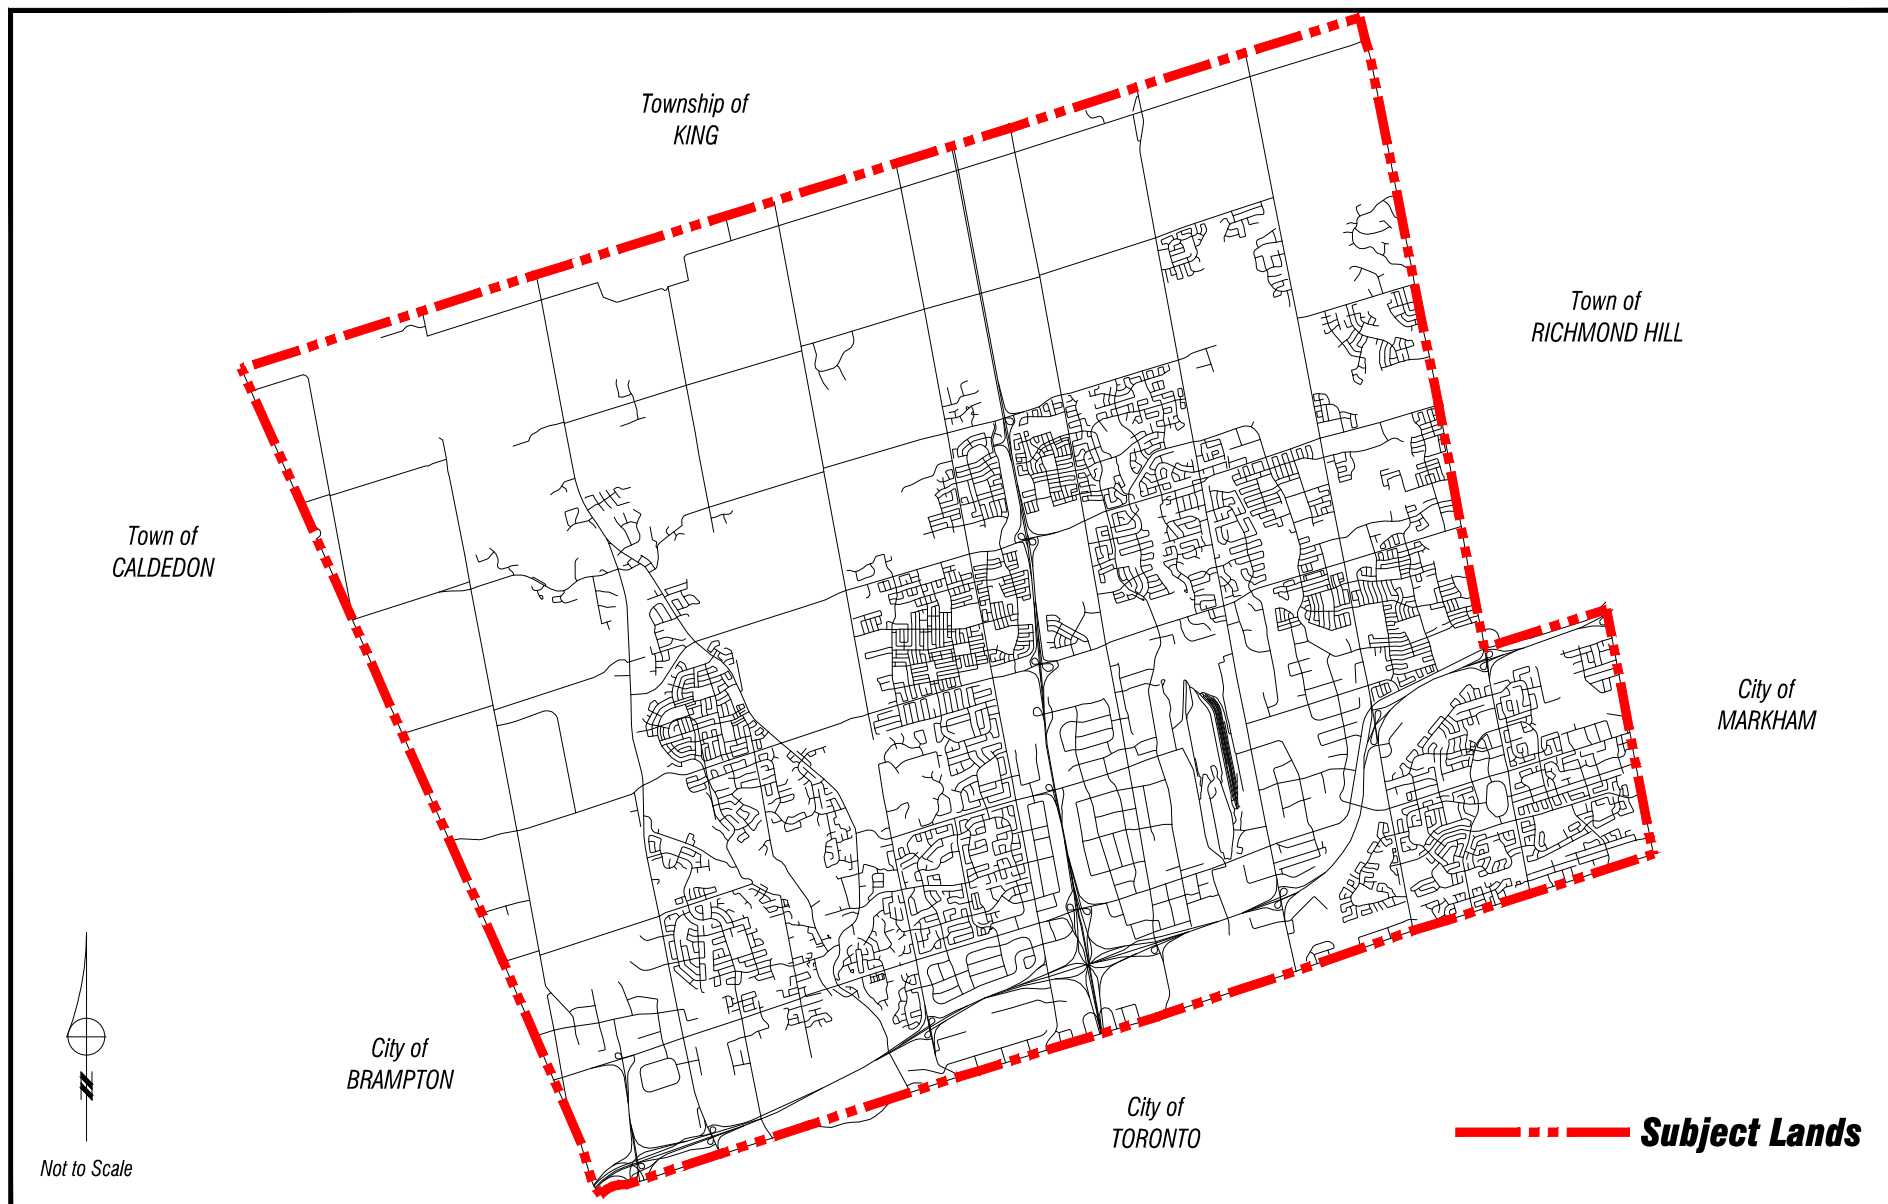 Township of
KING
Town of
RICHMOND HILL
Town of
CALDEDON
City of
MARKHAM
City of
BRAMPTON
City of
TORONTO
Subject Lands
N
Not to Scale